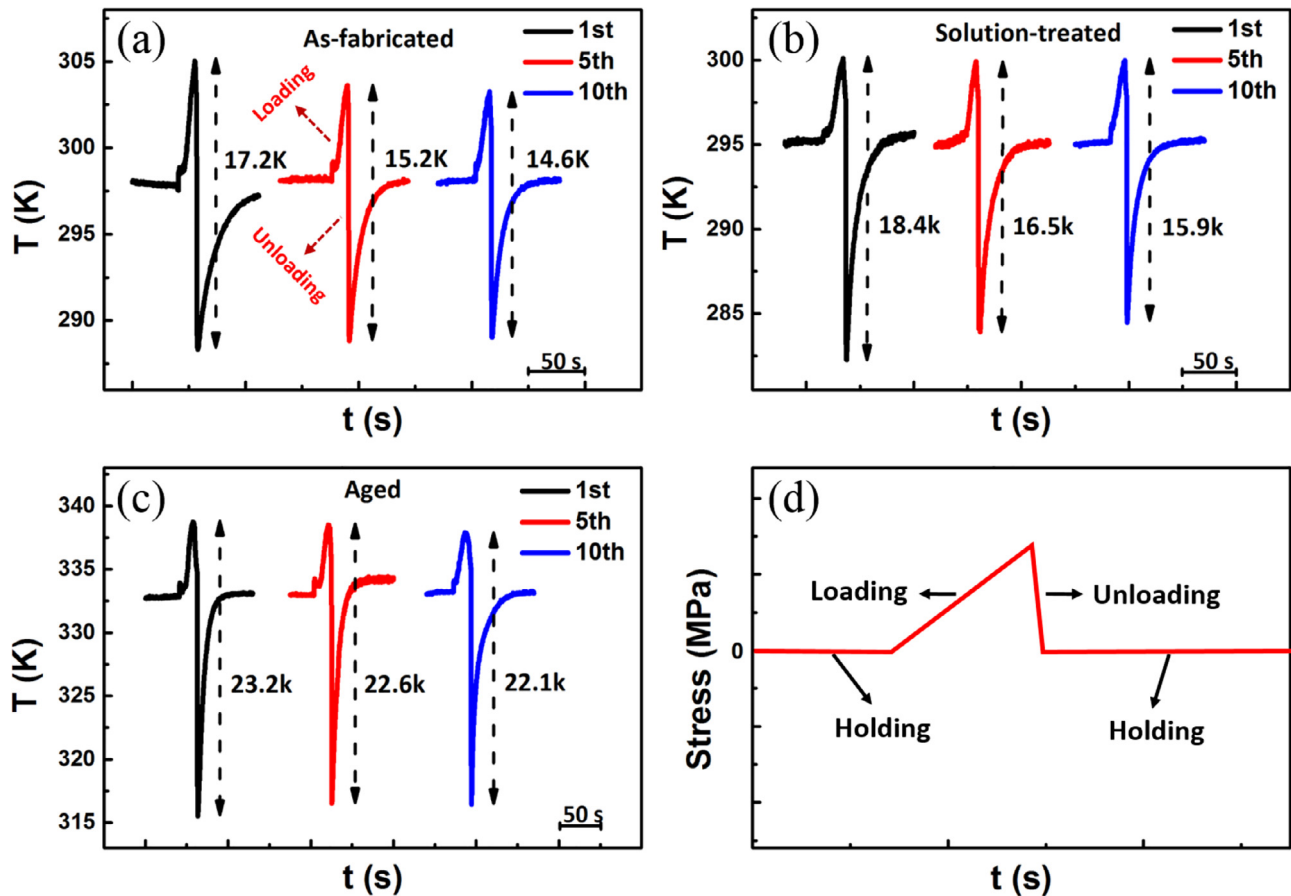 (a)
As-fabricated
1st
5th
10th
Loading
Unloading
17.2K
15.2K
14.6K
305
300
295
290
T (K)
50 s
t (s)
(b)
Solution-treated
1st
5th
10th
18.4k
16.5k
15.9k
300
295
290
285
T (K)
50 s
t (s)
(c)
Aged
1st
5th
10th
23.2k
22.6k
22.1k
340
335
330
325
320
315
T (K)
50 s
t (s)
(d)
Loading
Unloading
Holding
Holding
0
Stress (MPa)
t (s)